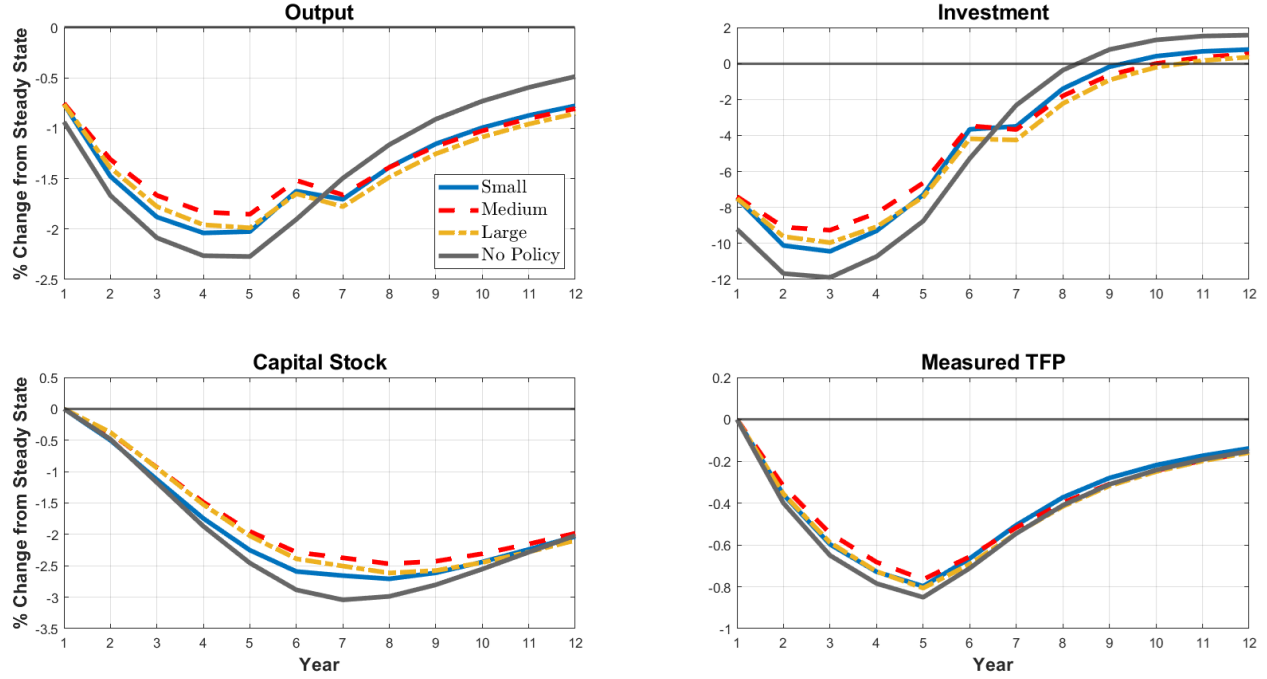 Output
% Change from Steady State
0
-0.5
-1
-1.5
-2
-2.5
1 2 3 4 5 6 7 8 9 10 11 12
Small
Medium
Large
No Policy
Investment
2
0
-2
-4
-6
-8
-10
-12
1 2 3 4 5 6 7 8 9 10 11 12
Capital Stock
% Change from Steady State
0.5
0
-0.5
-1
-1.5
-2
-2.5
-3
-3.5
1 2 3 4 5 6 7 8 9 10 11 12
Year
Measured TFP
0.2
0
-0.2
-0.4
-0.6
-0.8
-1
1 2 3 4 5 6 7 8 9 10 11 12
Year